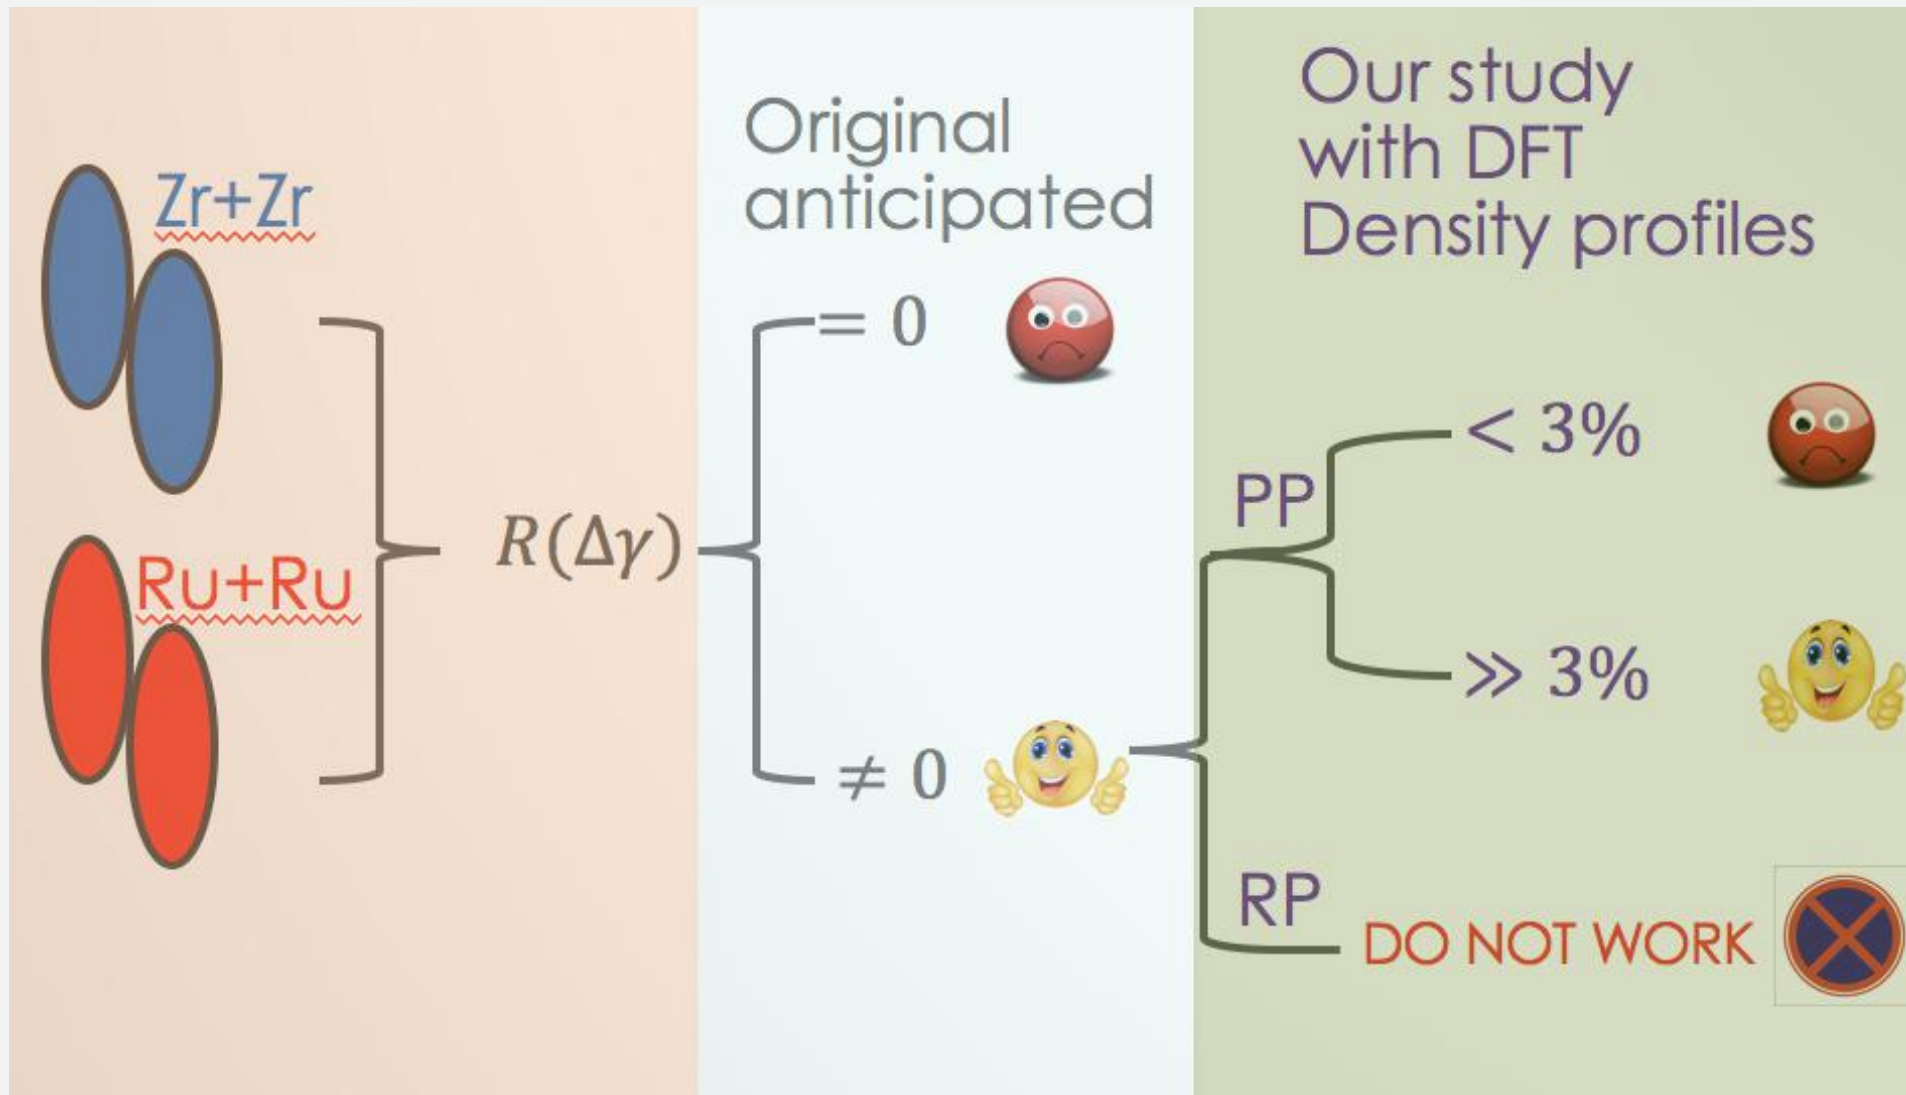 Zr+Zr
Ru+Ru
R(Δγ)
Original
anticipated
= 0
≠ 0
Our study
with DFT
Density profiles
PP
< 3%
≫ 3%
RP
DO NOT WORK